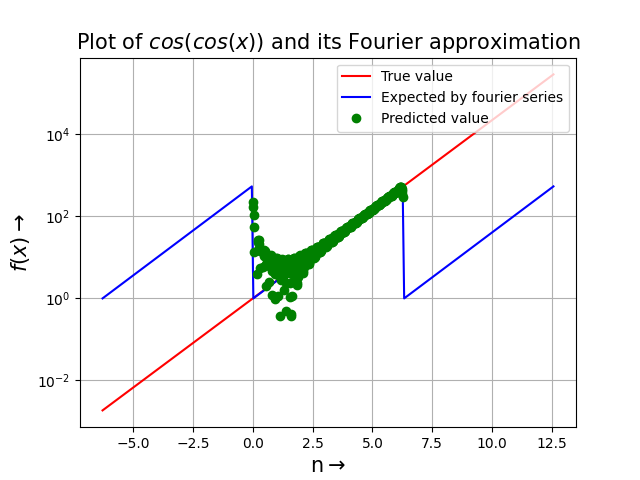 Plot of cos(cos(x)) and its Fourier approximation
True value
Expected by fourier series
Predicted value
f(x) →
10^4
10^2
10^0
10^−2
−5.0 −2.5 0.0 2.5 5.0 7.5 10.0 12.5
n →